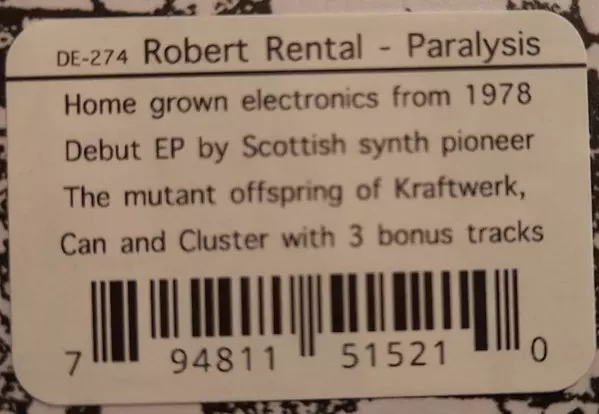 DE-274 Robert Rental - Paralysis
Home grown electronics from 1978
Debut EP by Scottish synth pioneer
The mutant offspring of Kraftwerk,
Can and Cluster with 3 bonus tracks
7 94811 51521 0